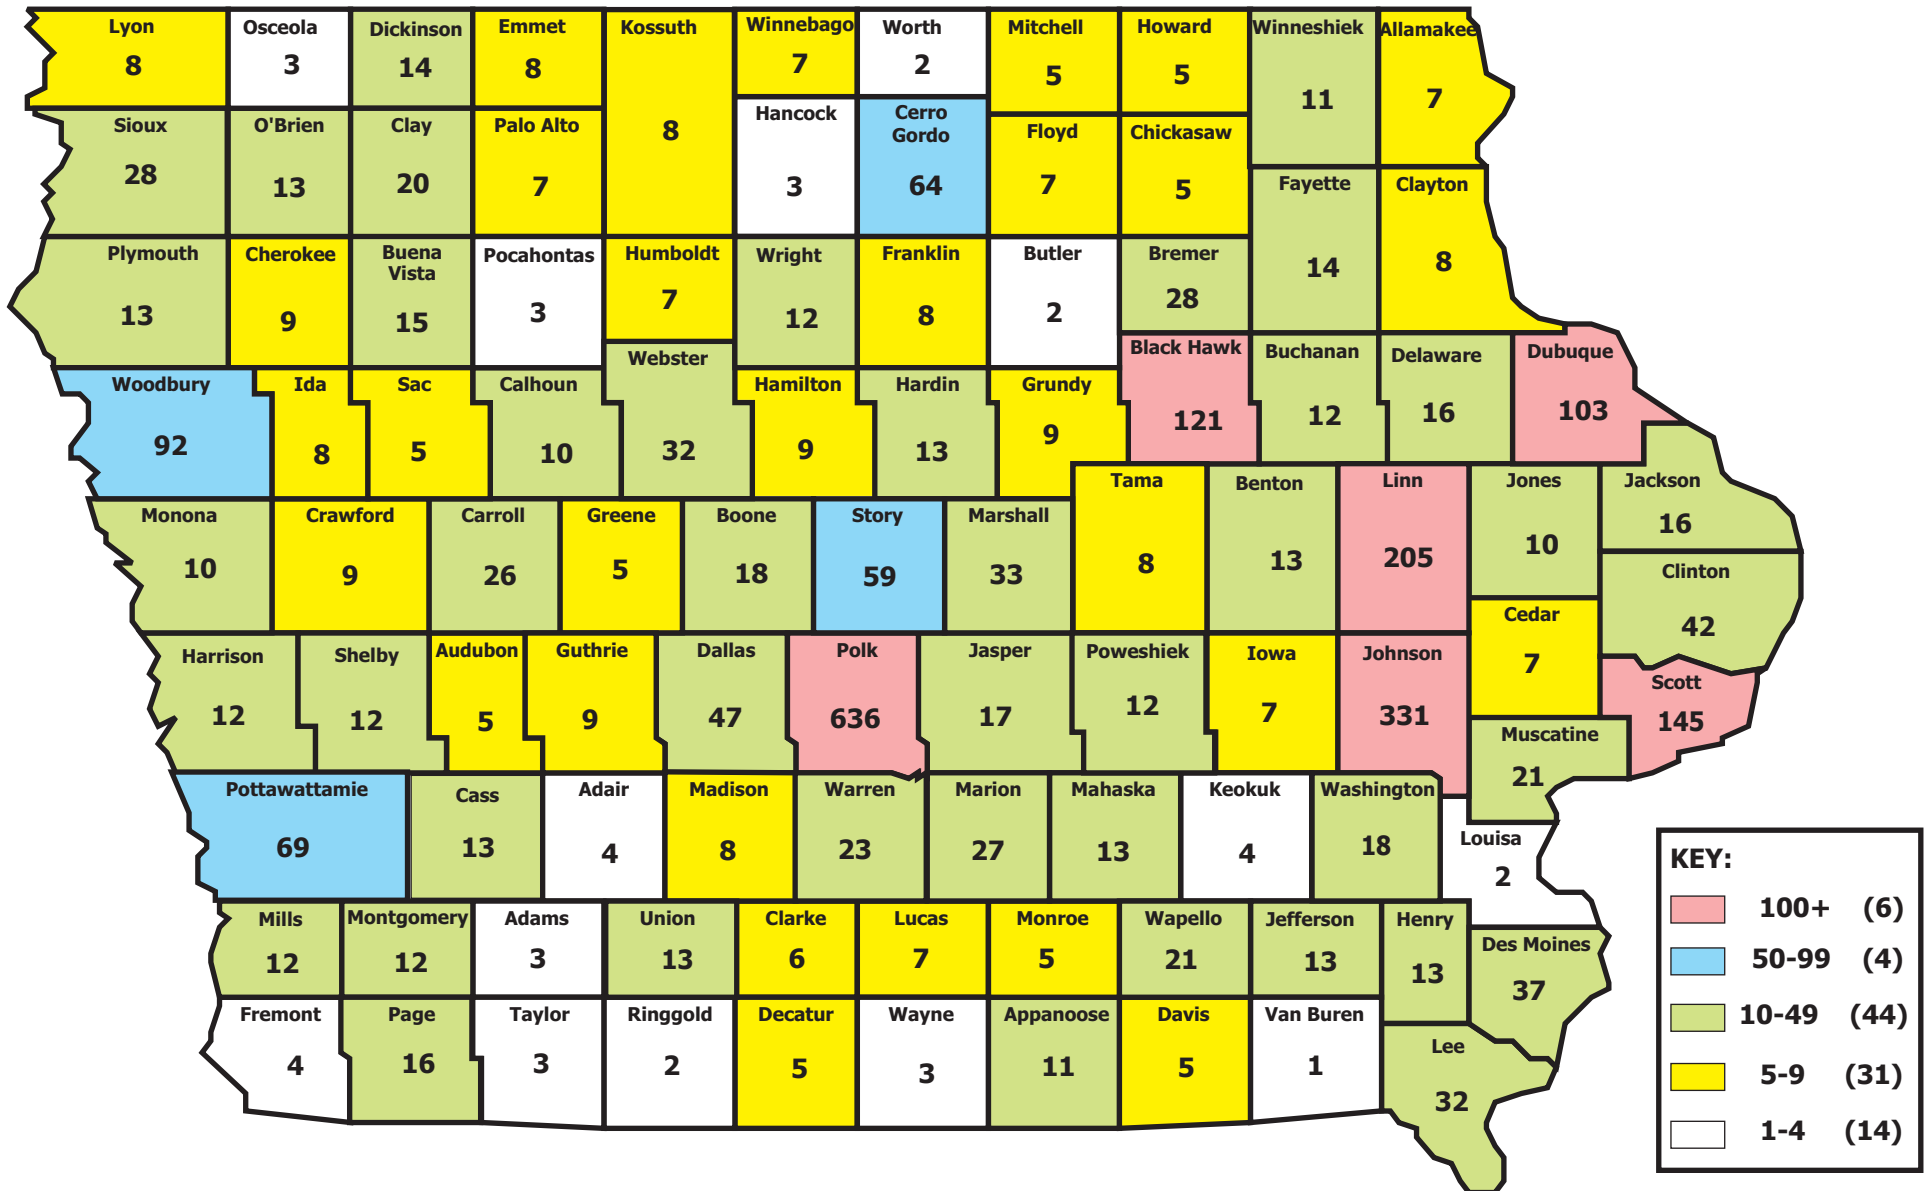 Lyon
8
Osceola
3
Dickinson
14
Emmet
8
Kossuth
8
Winnebago
7
Worth
2
Mitchell
5
Howard
5
Winneshiek
11
Allamakee
7
Sioux
28
O'Brien
13
Clay
20
Palo Alto
7
Hancock
3
Cerro
Gordo
64
Floyd
7
Chickasaw
5
Fayette
14
Clayton
8
Plymouth
13
Cherokee
9
Buena
Vista
15
Pocahontas
3
Humboldt
7
Wright
12
Franklin
8
Butler
2
Bremer
28
Woodbury
92
Ida
8
Sac
5
Calhoun
10
Webster
32
Hamilton
9
Hardin
13
Grundy
9
Black Hawk
121
Buchanan
12
Delaware
16
Dubuque
103
Monona
10
Crawford
9
Carroll
26
Greene
5
Boone
18
Story
59
Marshall
33
Tama
8
Benton
13
Linn
205
Jones
10
Jackson
16
Clinton
42
Cedar
7
Harrison
12
Shelby
12
Audubon
5
Guthrie
9
Dallas
47
Polk
636
Jasper
17
Poweshiek
12
Iowa
7
Johnson
331
Scott
145
Muscatine
21
Pottawattamie
69
Cass
13
Adair
4
Madison
8
Warren
23
Marion
27
Mahaska
13
Keokuk
4
Washington
18
Louisa
2
Mills
12
Montgomery
12
Adams
3
Union
13
Clarke
6
Lucas
7
Monroe
5
Wapello
21
Jefferson
13
Henry
13
Des Moines
37
Fremont
4
Page
16
Taylor
3
Ringgold
2
Decatur
5
Wayne
3
Appanoose
11
Davis
5
Van Buren
1
Lee
32
KEY:
100+ (6)
50-99 (4)
10-49 (44)
5-9 (31)
1-4 (14)